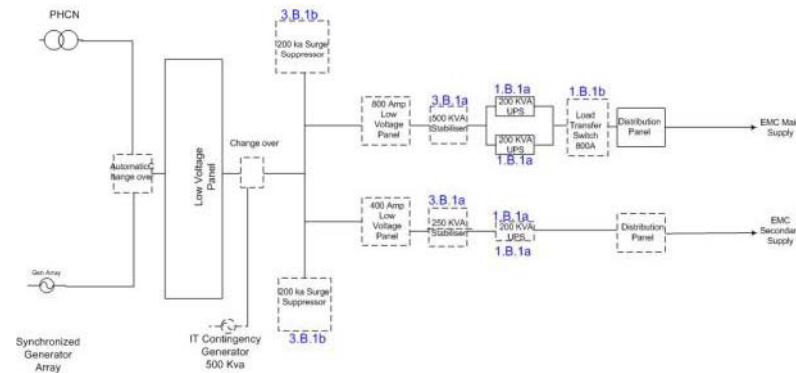 PHCN
Automatic
change over
Gen Array
Synchronized
Generator
Array
Low Voltage
Panel
Change over
IT Contingency
Generator
500 Kva
3.B.1b
200 ka Surge
Suppressor
200 ka Surge
Suppressor
3.B.1b
800 Amp
Low
Voltage
Panel
3.B.1a
500 KVA
Stabiliser
1.B.1a
200 KVA
UPS
200 KVA
UPS
1.B.1a
1.B.1b
Load
Transfer
Switch
800A
Distribution
Panel
EMC Main
Supply
400 Amp
Low
Voltage
Panel
3.B.1a
250 KVA
Stabiliser
1.B.1a
200 KVA
UPS
1.B.1a
Distribution
Panel
EMC
Secondary
Supply